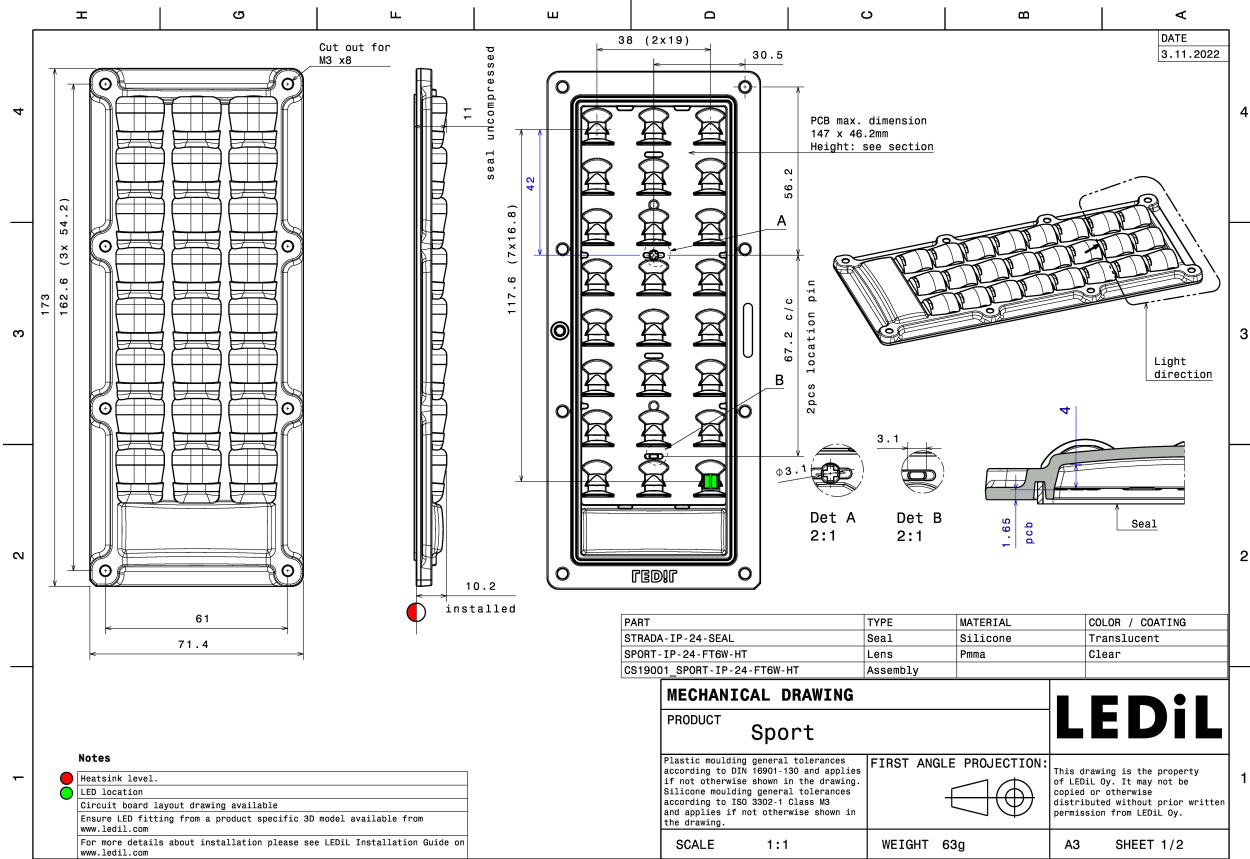 H G F E D C B A
DATE
3.11.2022
Cut out for
M3 x8
11
seal uncompressed
38 (2x19)
30.5
PCB max. dimension
147 x 46.2mm
Height: see section
4
4
42
56.2
A
173
162.6 (3x 54.2)
117.6 (7x16.8)
67.2 c/c
2pcs location pin
B
3
3
Light
direction
4
3.1
Φ3.1
Det A
2:1
Det B
2:1
1.65
pcb
Seal
2
2
LEDiL
10.2
installed
61
71.4
PART TYPE MATERIAL COLOR / COATING
STRADA-IP-24-SEAL Seal Silicone Translucent
SPORT-IP-24-FT6W-HT Lens Pmma Clear
CS19001_SPORT-IP-24-FT6W-HT Assembly
MECHANICAL DRAWING
PRODUCT
Sport
LEDiL
Plastic moulding general tolerances
according to DIN 16901-130 and applies
if not otherwise shown in the drawing.
Silicone moulding general tolerances
according to ISO 3302-1 Class M3
and applies if not otherwise shown in
the drawing.
FIRST ANGLE PROJECTION:
This drawing is the property
of LEDiL Oy. It may not be
copied or otherwise
distributed without prior written
permission from LEDiL Oy.
SCALE 1:1
WEIGHT 63g
A3 SHEET 1/2
1
1
Notes
Heatsink level.
LED location
Circuit board layout drawing available
Ensure LED fitting from a product specific 3D model available from
www.ledil.com
For more details about installation please see LEDiL Installation Guide on
www.ledil.com